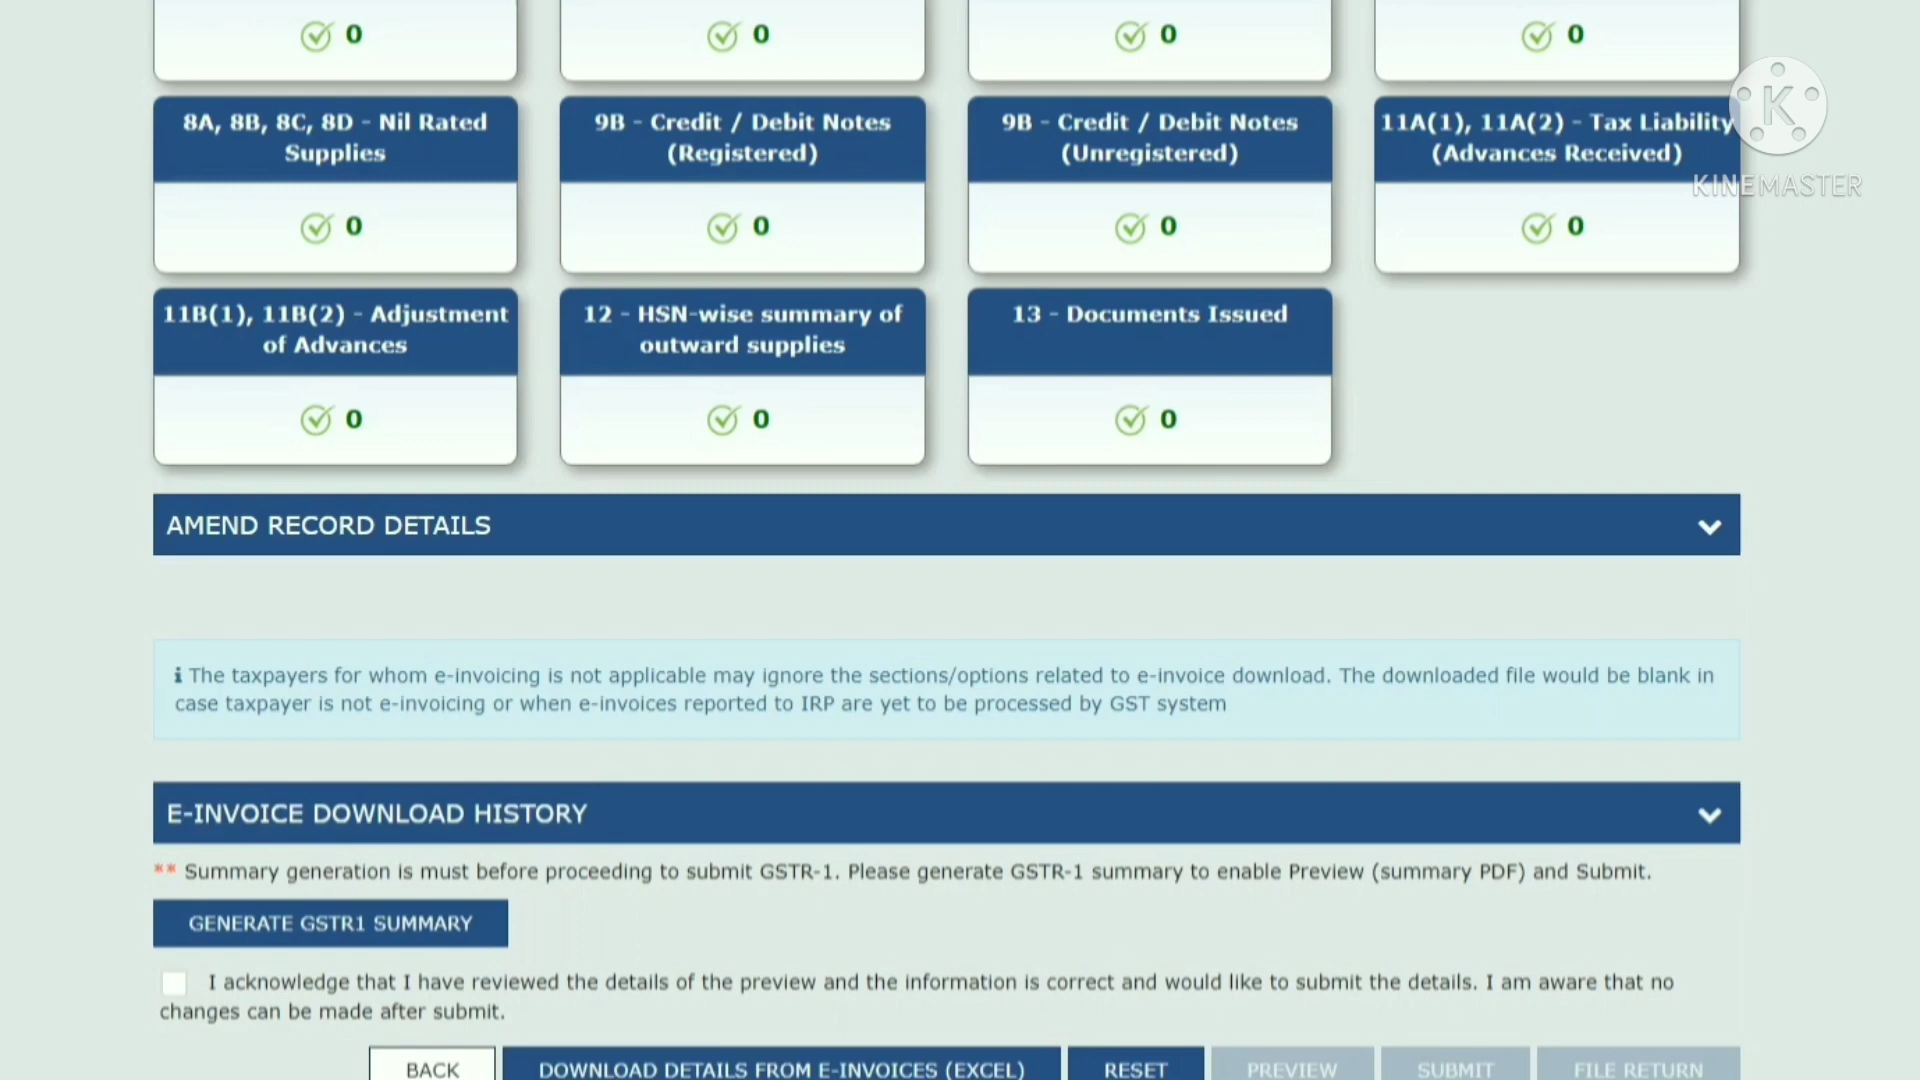 0 0 0 0
8A, 8B, 8C, 8D - Nil Rated
Supplies
9B - Credit / Debit Notes
(Registered)
9B - Credit / Debit Notes
(Unregistered)
11A(1), 11A(2) - Tax Liability
(Advances Received)
K
KINEMASTER
0 0 0 0
11B(1), 11B(2) - Adjustment
of Advances
12 - HSN-wise summary of
outward supplies
13 - Documents Issued
0 0 0
AMEND RECORD DETAILS
The taxpayers for whom e-invoicing is not applicable may ignore the sections/options related to e-invoice download. The downloaded file would be blank in
case taxpayer is not e-invoicing or when e-invoices reported to IRP are yet to be processed by GST system
E-INVOICE DOWNLOAD HISTORY
** Summary generation is must before proceeding to submit GSTR-1. Please generate GSTR-1 summary to enable Preview (summary PDF) and Submit.
GENERATE GSTR1 SUMMARY
I acknowledge that I have reviewed the details of the preview and the information is correct and would like to submit the details. I am aware that no
changes can be made after submit.
BACK DOWNLOAD DETAILS FROM E-INVOICES (EXCEL) RESET PREVIEW SUBMIT FILE RETURN